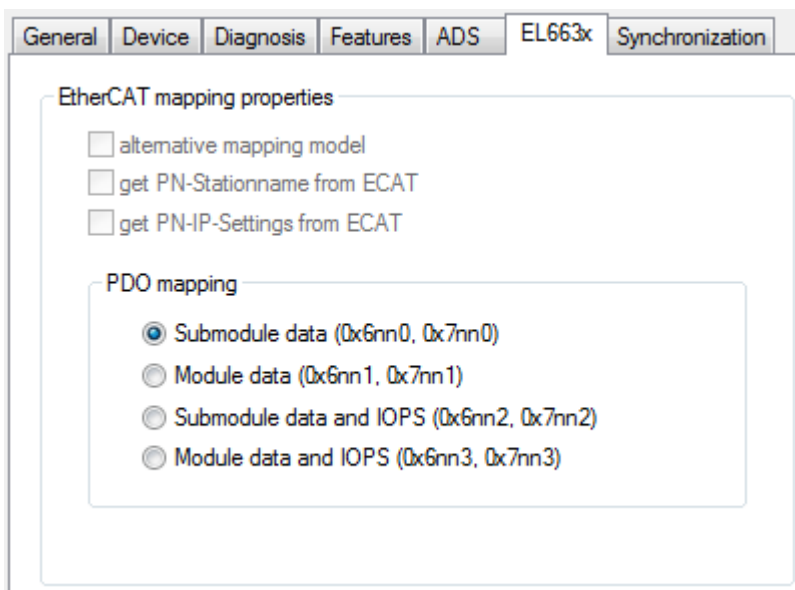 General Device Diagnosis Features ADS EL663x Synchronization
EtherCAT mapping properties
alternative mapping model
get PN-Stationname from ECAT
get PN-IP-Settings from ECAT
PDO mapping
Submodule data (0x6nn0, 0x7nn0)
Module data (0x6nn1, 0x7nn1)
Submodule data and IOPS (0x6nn2, 0x7nn2)
Module data and IOPS (0x6nn3, 0x7nn3)